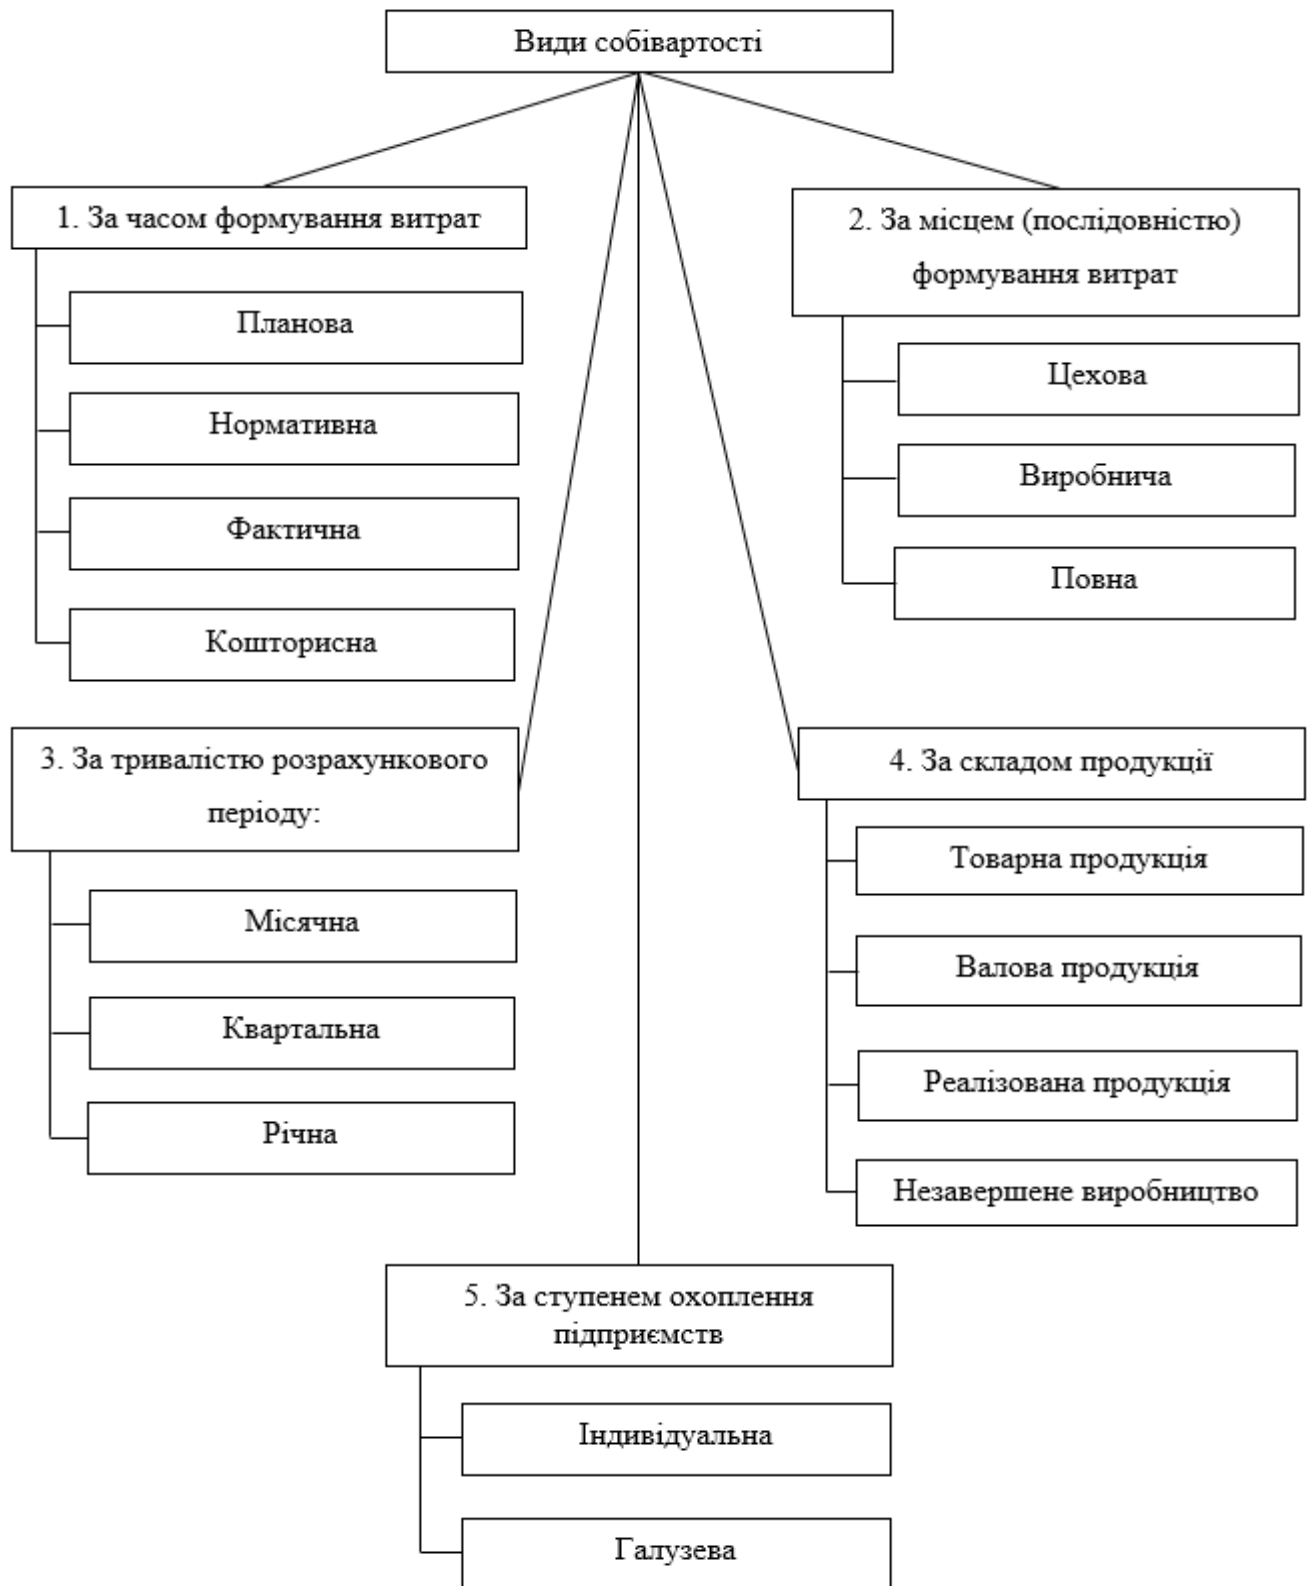 Види собівартості
1. За часом формування витрат
Планова
Нормативна
Фактична
Кошторисна
2. За місцем (послідовністю)
формування витрат
Цехова
Виробнича
Повна
3. За тривалістю розрахункового
періоду:
Місячна
Квартальна
Річна
4. За складом продукції
Товарна продукція
Валова продукція
Реалізована продукція
Незавершене виробництво
5. За ступенем охоплення
підприємств
Індивідуальна
Галузева